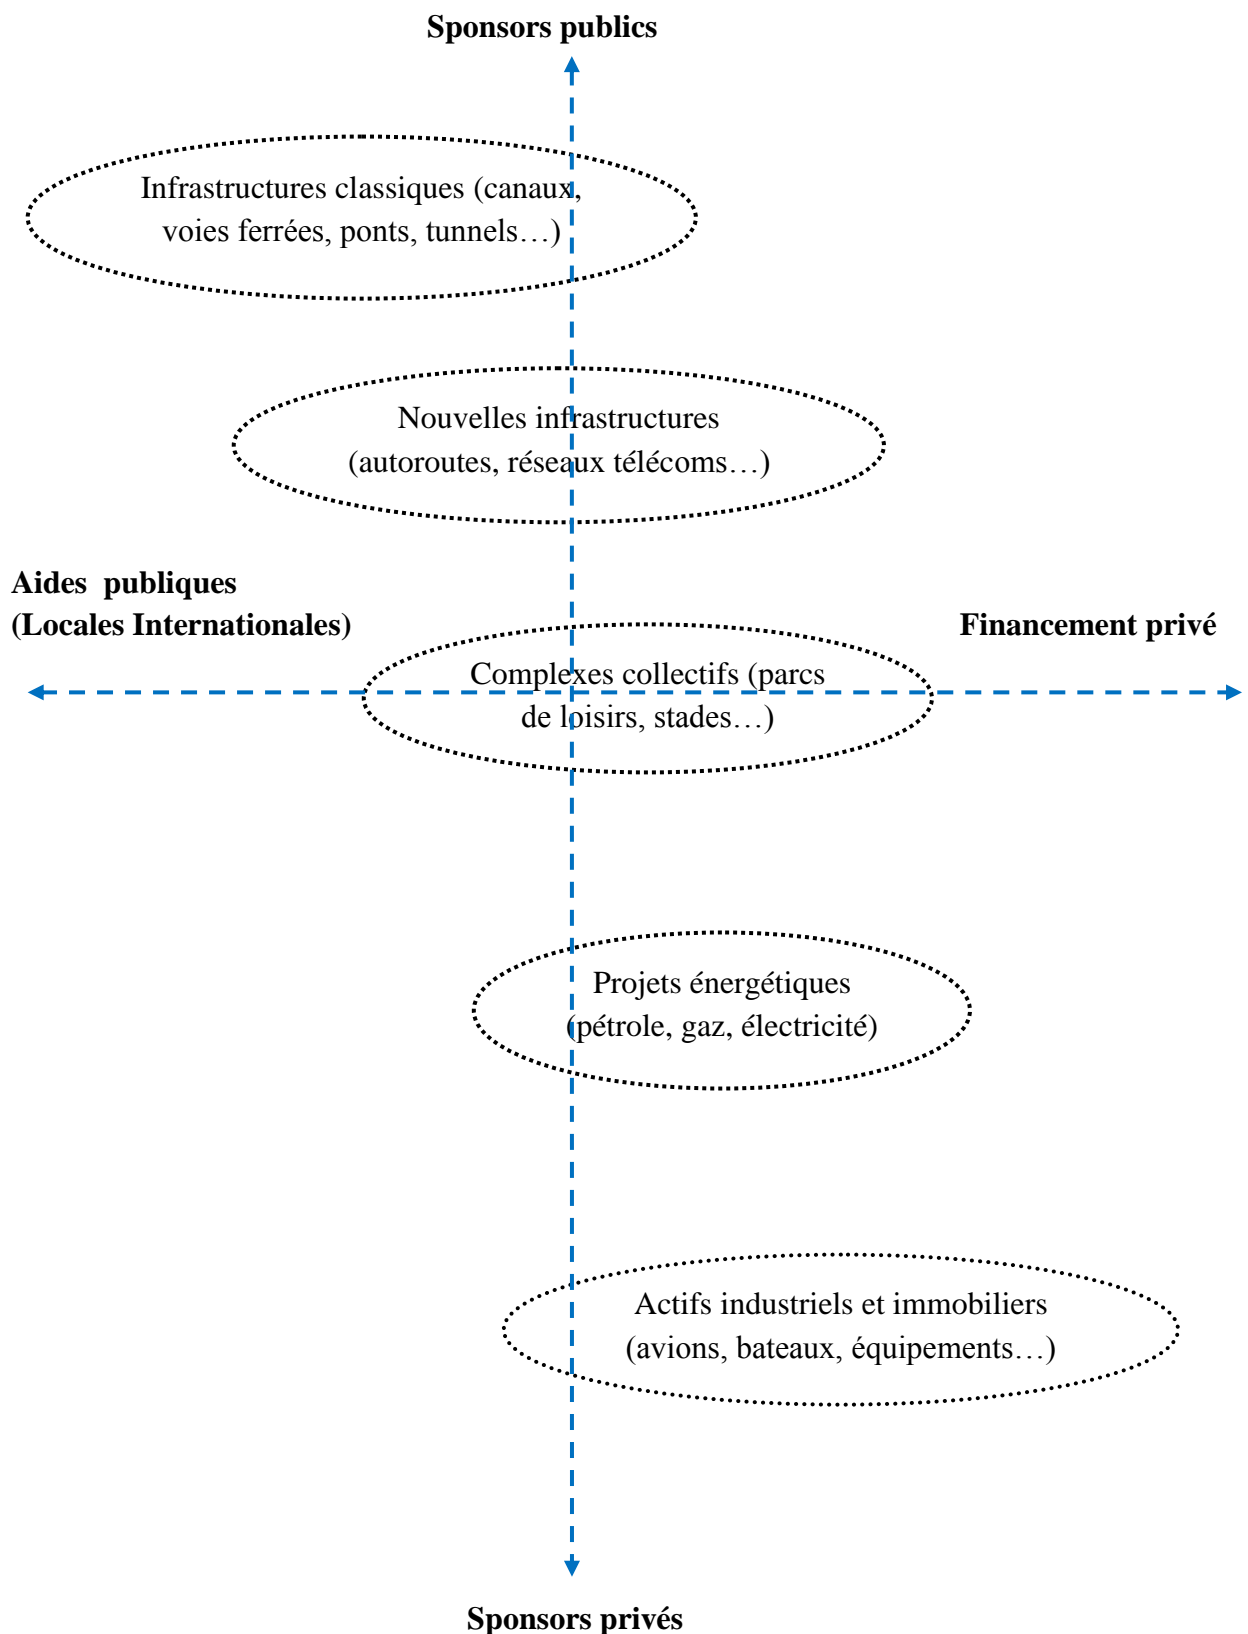 Sponsors publics
Infrastructures classiques (canaux,
voies ferrées, ponts, tunnels…)
Nouvelles infrastructures
(autoroutes, réseaux télécoms…)
Aides publiques
(Locales Internationales)
Financement privé
Complexes collectifs (parcs
de loisirs, stades…)
Projets énergétiques
(pétrole, gaz, électricité)
Actifs industriels et immobiliers
(avions, bateaux, équipements…)
Sponsors privés